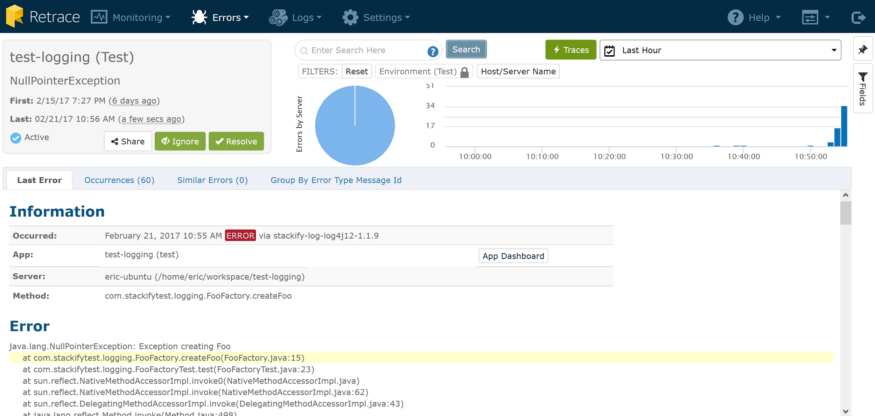 Retrace Monitoring Errors Logs Settings Help
test-logging (Test)
NullPointerException
First: 2/15/17 7:27 PM (6 days ago)
Last: 02/21/17 10:56 AM (a few secs ago)
Active
Share Ignore Resolve
Enter Search Here ? Search Traces Last Hour
FILTERS: Reset Environment (Test) Host/Server Name
Fields
Errors by Server
51
34
17
0
10:00:00 10:10:00 10:20:00 10:30:00 10:40:00 10:50:00
Last Error Occurrences (60) Similar Errors (0) Group By Error Type Message Id
Information
Occurred: February 21, 2017 10:55 AM ERROR via stackify-log-log4j12-1.1.9
App: test-logging (test) App Dashboard
Server: eric-ubuntu (/home/eric/workspace/test-logging)
Method: com.stackifytest.logging.FooFactory.createFoo
Error
java.lang.NullPointerException: Exception creating Foo
at com.stackifytest.logging.FooFactory.createFoo(FooFactory.java:15)
at com.stackifytest.logging.FooFactoryTest.test(FooFactoryTest.java:23)
at sun.reflect.NativeMethodAccessorImpl.invoke0(NativeMethodAccessorImpl.java)
at sun.reflect.NativeMethodAccessorImpl.invoke(NativeMethodAccessorImpl.java:62)
at sun.reflect.DelegatingMethodAccessorImpl.invoke(DelegatingMethodAccessorImpl.java:43)
at java.lang.reflect.Method.invoke(Method.java:498)